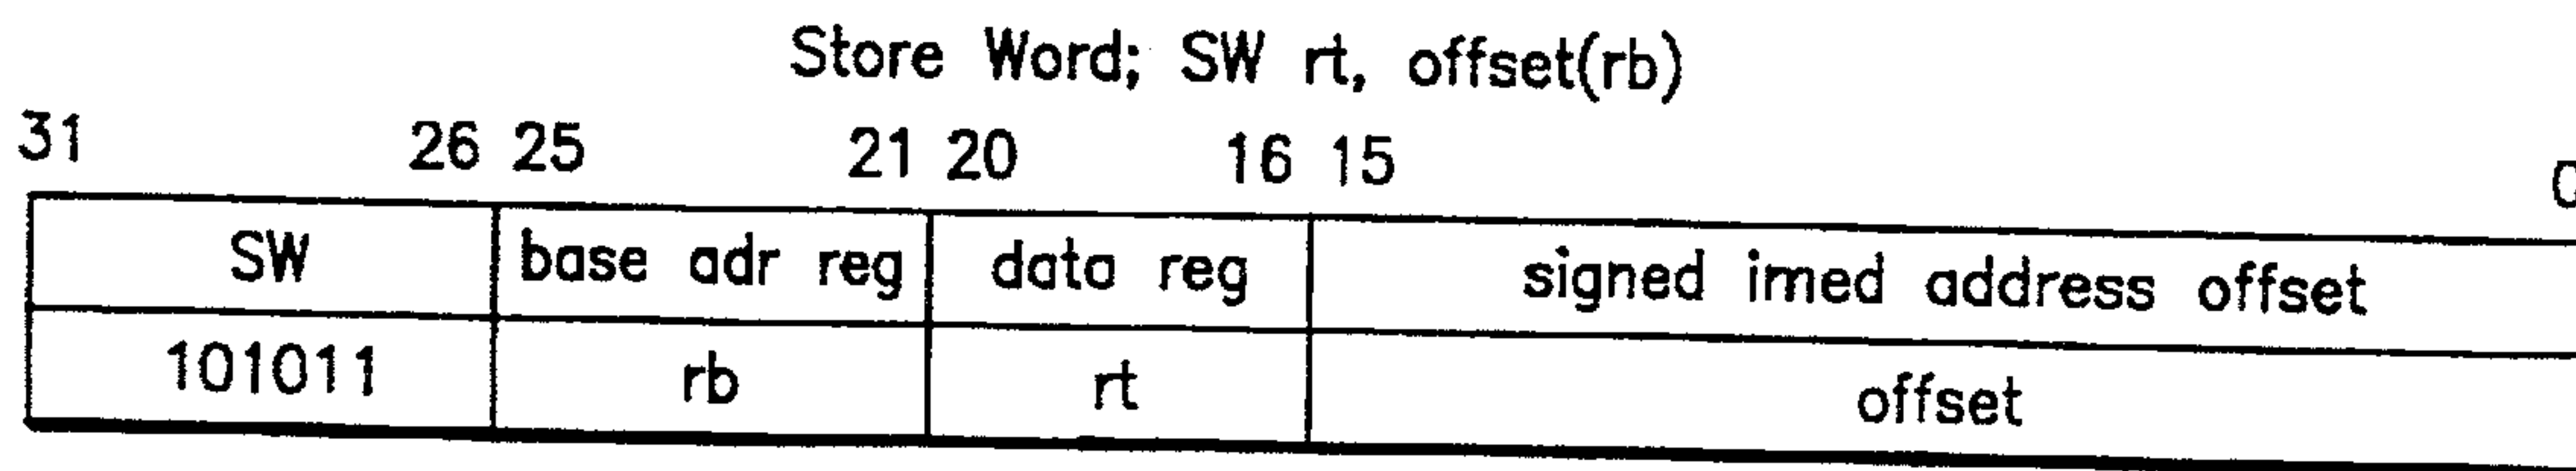 Store Word; SW rt, offset(rb)
31 26 25 21 20 16 15 0
SW base adr reg data reg signed imed address offset
101011 rb rt offset